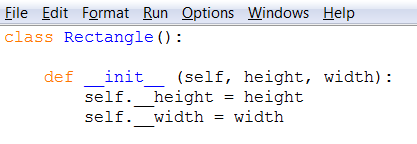 File Edit Format Run Options Windows Help
class Rectangle():
    def __init__ (self, height, width):
        self.__height = height
        self.__width = width